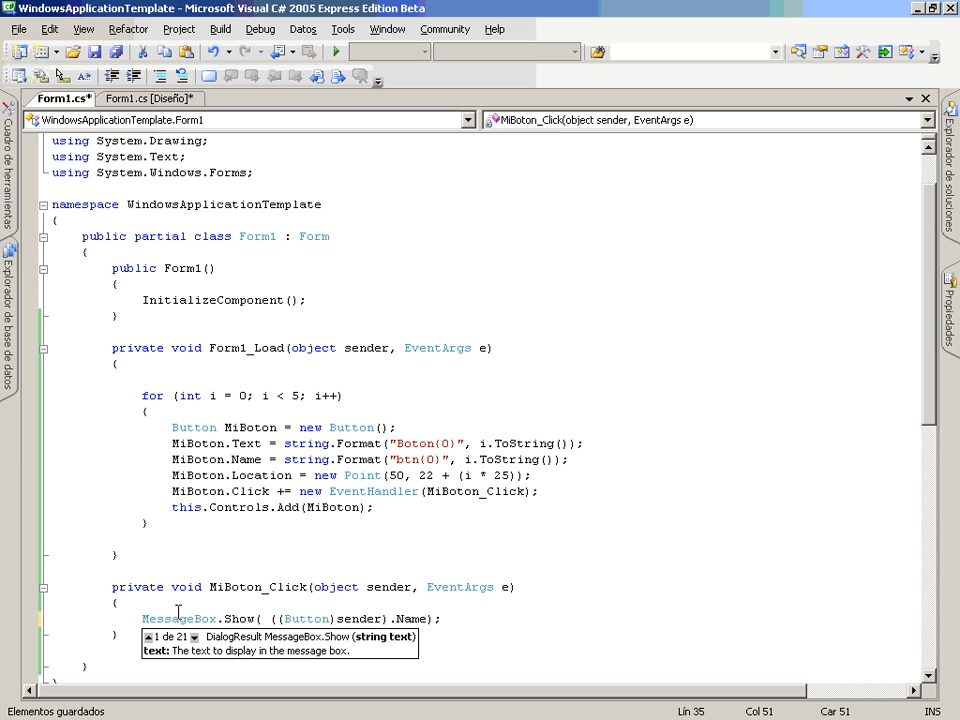 WindowsApplicationTemplate - Microsoft Visual C# 2005 Express Edition Beta
File Edit View Refactor Project Build Debug Datos Tools Window Community Help
Form1.cs* Form1.cs [Diseño]*
WindowsApplicationTemplate.Form1 MiBoton_Click(object sender, EventArgs e)
Cuadro de herramientas
Explorador de base de datos
using System.Drawing;
using System.Text;
using System.Windows.Forms;
namespace WindowsApplicationTemplate
{
public partial class Form1 : Form
{
public Form1()
{
InitializeComponent();
}
private void Form1_Load(object sender, EventArgs e)
{
for (int i = 0; i < 5; i++)
{
Button MiBoton = new Button();
MiBoton.Text = string.Format("Boton{0}", i.ToString());
MiBoton.Name = string.Format("btn{0}", i.ToString());
MiBoton.Location = new Point(50, 22 + (i * 25));
MiBoton.Click += new EventHandler(MiBoton_Click);
this.Controls.Add(MiBoton);
}
}
private void MiBoton_Click(object sender, EventArgs e)
{
MessageBox.Show( ((Button)sender).Name);
}
1 de 21 DialogResult MessageBox.Show (string text)
text: The text to display in the message box.
}
Explorador de soluciones
Propiedades
Elementos guardados Lín 35 Col 51 Car 51 INS